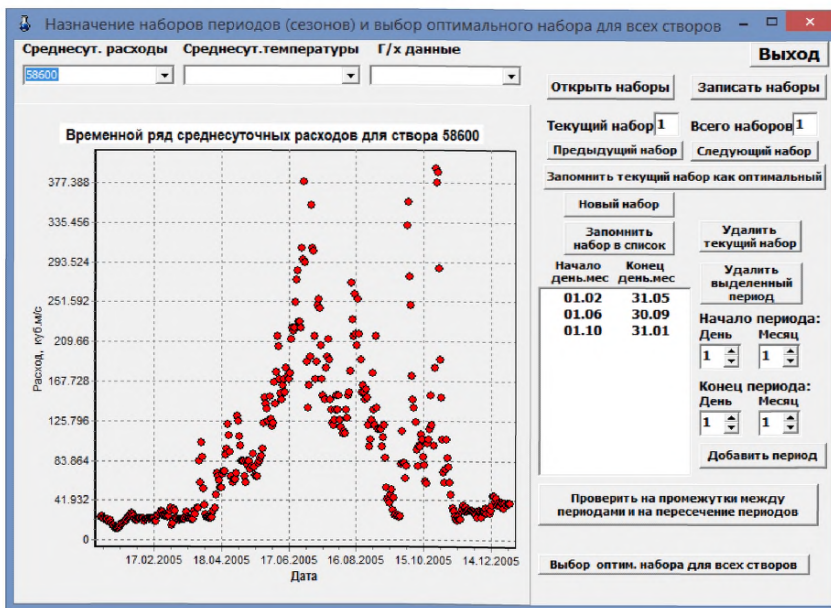 Назначение наборов периодов (сезонов) и выбор оптимального набора для всех створов
Среднесут. расходы
Среднесут.температуры
Г/х данные
58600
Временной ряд среднесуточных расходов для створа 58600
Расход, куб.м/с
377.388
335.456
293.524
251.592
209.66
167.728
125.796
83.864
41.932
0
17.02.2005
18.04.2005
17.06.2005
16.08.2005
15.10.2005
14.12.2005
Дата
Выход
Открыть наборы
Записать наборы
Текущий набор 1
Всего наборов 1
Предыдущий набор
Следующий набор
Запомнить текущий набор как оптимальный
Новый набор
Запомнить
набор в список
Удалить
текущий набор
Начало Конец
день.мес день.мес
01.02 31.05
01.06 30.09
01.10 31.01
Удалить
выделенный
период
Начало периода:
День Месяц
1 1
Конец периода:
День Месяц
1 1
Добавить период
Проверить на промежутки между
периодами и на пересечение периодов
Выбор оптим. набора для всех створов